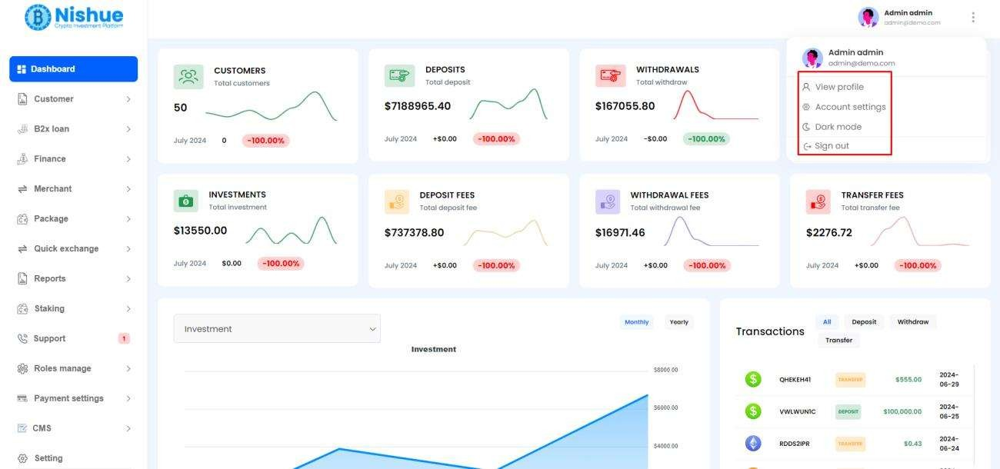 Nishue
Crypto Investment Platform
Admin admin
admin@demo.com
Dashboard
Customer
B2x loan
Finance
Merchant
Package
Quick exchange
Reports
Staking
Support 1
Roles manage
Payment settings
CMS
Setting
CUSTOMERS
Total customers
50
July 2024 0 -100.00%
DEPOSITS
Total deposit
$7188965.40
July 2024 +$0.00 -100.00%
WITHDRAWALS
Total withdraw
$167055.80
July 2024 -$0.00 -100.00%
Admin admin
admin@demo.com
View profile
Account settings
Dark mode
Sign out
INVESTMENTS
Total investment
$13550.00
July 2024 $0.00 -100.00%
DEPOSIT FEES
Total deposit fee
$737378.80
July 2024 +$0.00 -100.00%
WITHDRAWAL FEES
Total withdrawal fee
$16971.46
July 2024 +$0.00 -100.00%
TRANSFER FEES
Total transfer fee
$2276.72
July 2024 +$0.00 -100.00%
Investment
Monthly Yearly
Investment
$8000.00
$6000.00
$4000.00
Transactions
All Deposit Withdraw
Transfer
QHEKEH41 TRANSFER $555.00 2024-
06-29
VWLWUN1C DEPOSIT $100,000.00 2024-
06-25
RDDS2IPR TRANSFER $0.43 2024-
06-24